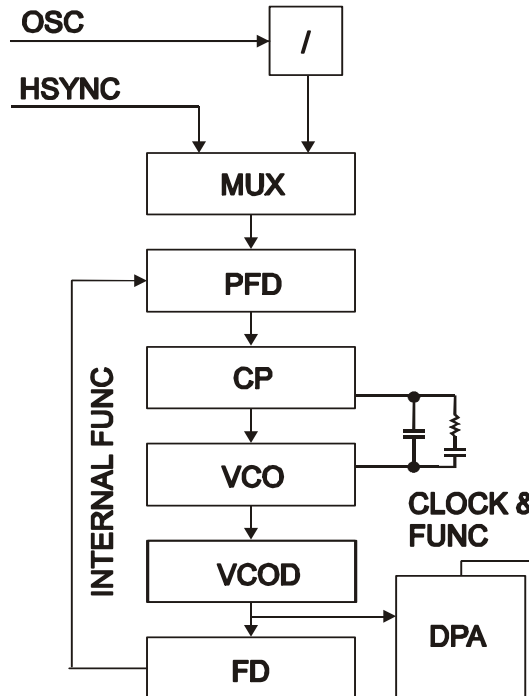 OSC
/
HSYNC
MUX
PFD
CP
INTERNAL FUNC
VCO
CLOCK &
FUNC
VCOD
DPA
FD